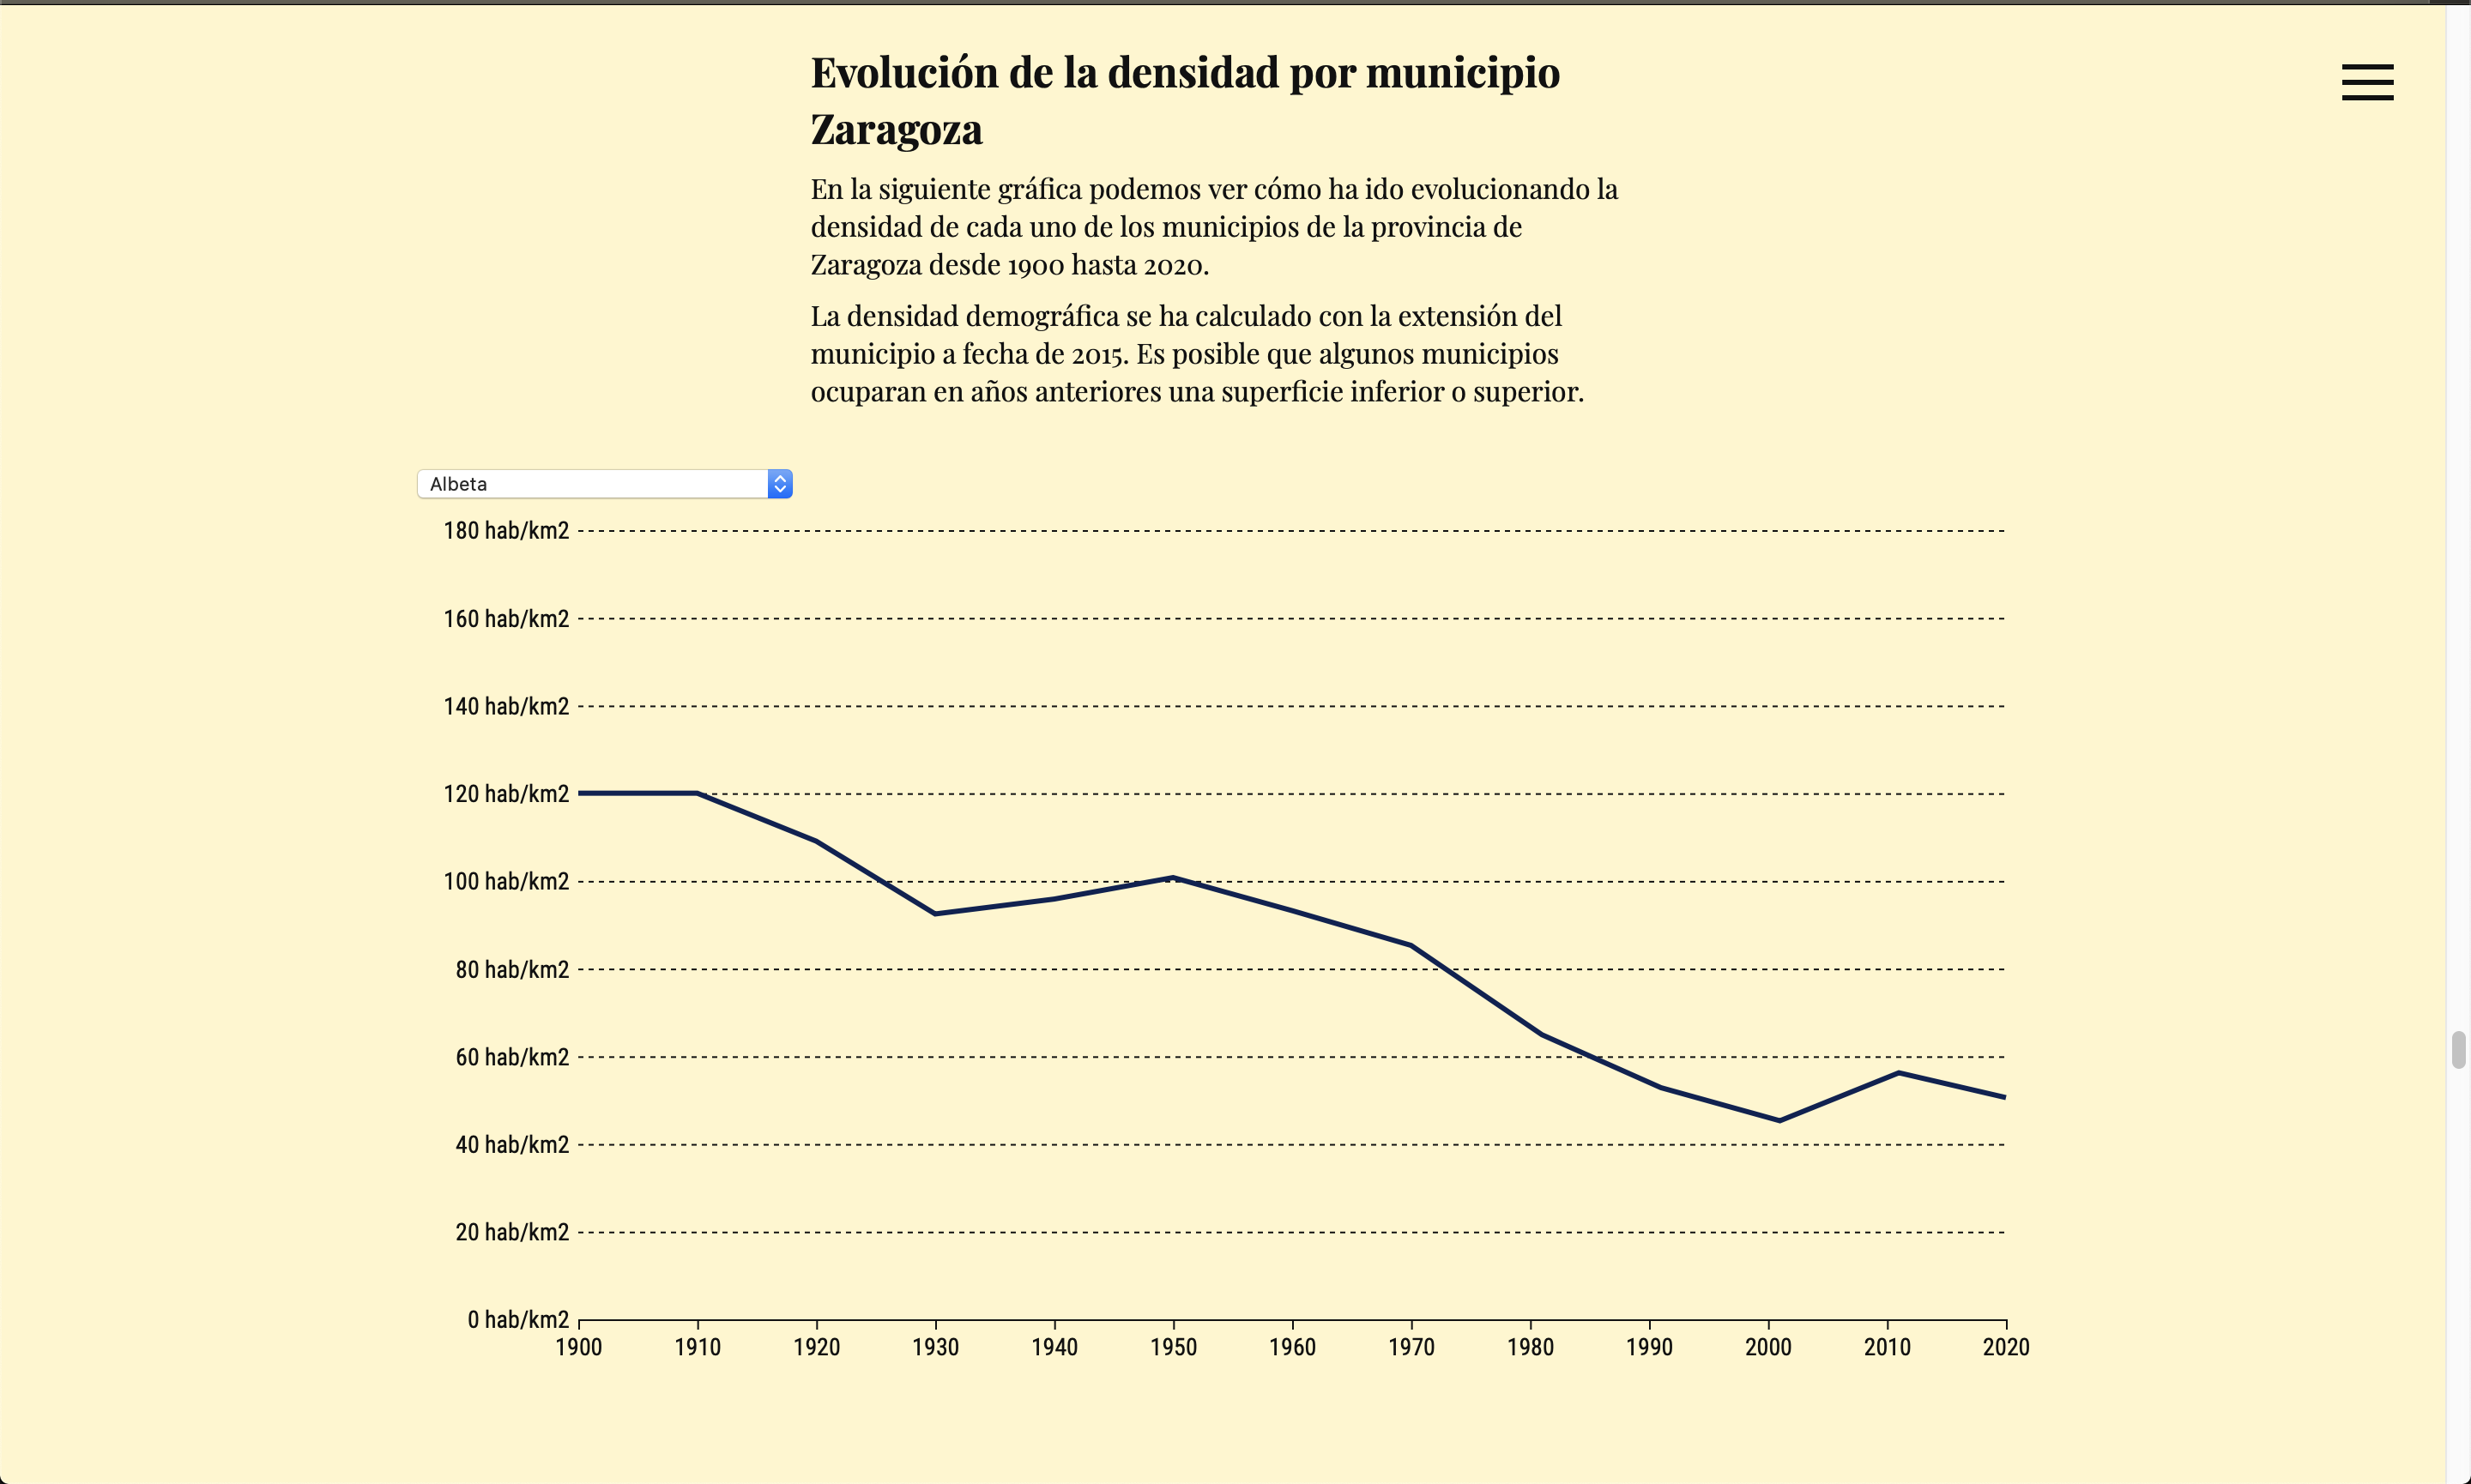 Evolución de la densidad por municipio
Zaragoza
En la siguiente gráfica podemos ver cómo ha ido evolucionando la
densidad de cada uno de los municipios de la provincia de
Zaragoza desde 1900 hasta 2020.
La densidad demográfica se ha calculado con la extensión del
municipio a fecha de 2015. Es posible que algunos municipios
ocuparan en años anteriores una superficie inferior o superior.
Albeta
180 hab/km2
160 hab/km2
140 hab/km2
120 hab/km2
100 hab/km2
80 hab/km2
60 hab/km2
40 hab/km2
20 hab/km2
0 hab/km2
1900 1910 1920 1930 1940 1950 1960 1970 1980 1990 2000 2010 2020